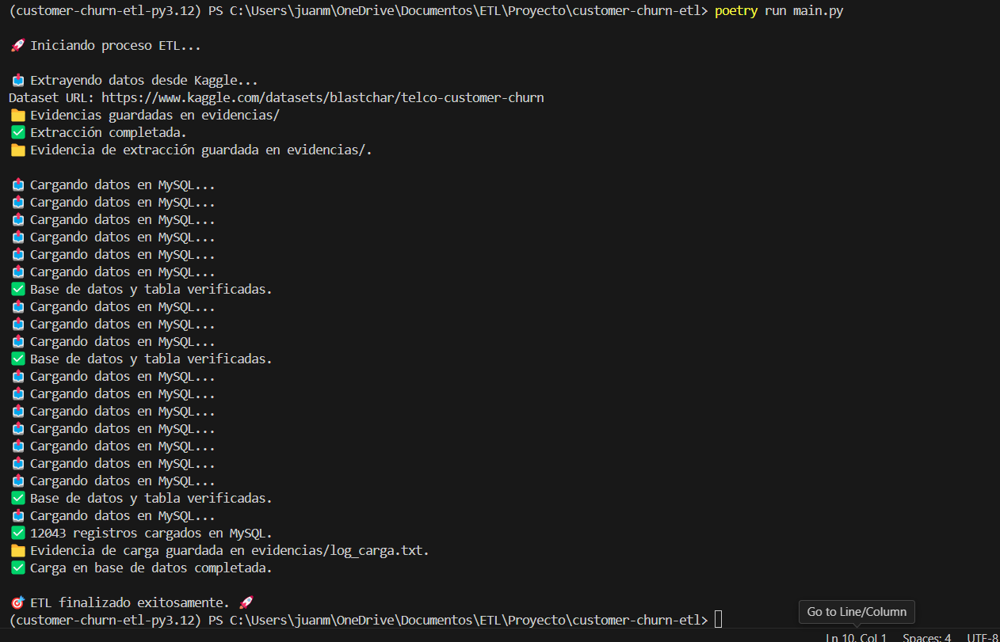 (customer-churn-etl-py3.12) PS C:\Users\juanm\OneDrive\Documentos\ETL\Proyecto\customer-churn-etl> poetry run main.py
🚀 Iniciando proceso ETL...
📥 Extrayendo datos desde Kaggle...
Dataset URL: https://www.kaggle.com/datasets/blastchar/telco-customer-churn
📁 Evidencias guardadas en evidencias/
✅ Extracción completada.
📁 Evidencia de extracción guardada en evidencias/.
📤 Cargando datos en MySQL...
📤 Cargando datos en MySQL...
📤 Cargando datos en MySQL...
📤 Cargando datos en MySQL...
📤 Cargando datos en MySQL...
📤 Cargando datos en MySQL...
✅ Base de datos y tabla verificadas.
📤 Cargando datos en MySQL...
📤 Cargando datos en MySQL...
📤 Cargando datos en MySQL...
✅ Base de datos y tabla verificadas.
📤 Cargando datos en MySQL...
📤 Cargando datos en MySQL...
📤 Cargando datos en MySQL...
📤 Cargando datos en MySQL...
📤 Cargando datos en MySQL...
📤 Cargando datos en MySQL...
📤 Cargando datos en MySQL...
✅ Base de datos y tabla verificadas.
📤 Cargando datos en MySQL...
✅ 12043 registros cargados en MySQL.
📁 Evidencia de carga guardada en evidencias/log_carga.txt.
✅ Carga en base de datos completada.
🎯 ETL finalizado exitosamente. 🚀
(customer-churn-etl-py3.12) PS C:\Users\juanm\OneDrive\Documentos\ETL\Proyecto\customer-churn-etl>
Go to Line/Column
Ln 10, Col 1 Spaces: 4 UTF-8